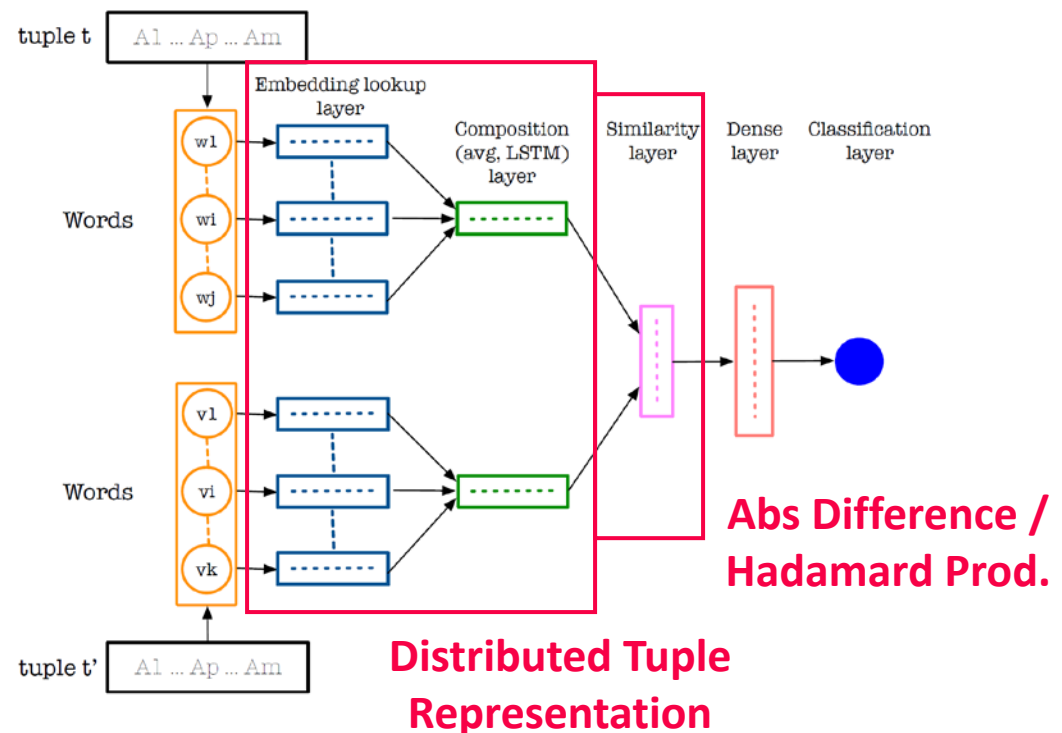 tuple t
A1 ... Ap ... Am
Embedding lookup
layer
Composition
(avg, LSTM)
layer
Similarity
layer
Dense
layer
Classification
layer
w1
Words
wi
wj
v1
Words
vi
vk
Abs Difference /
Hadamard Prod.
tuple t’
A1 ... Ap ... Am
Distributed Tuple
Representation